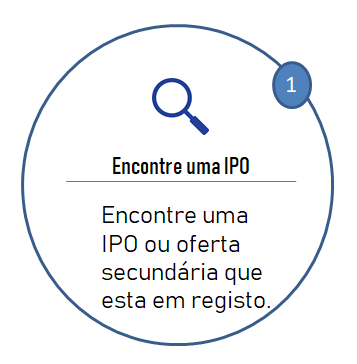 1
Encontre uma IPO
Encontre uma
IPO ou oferta
secundária que
esta em registo.